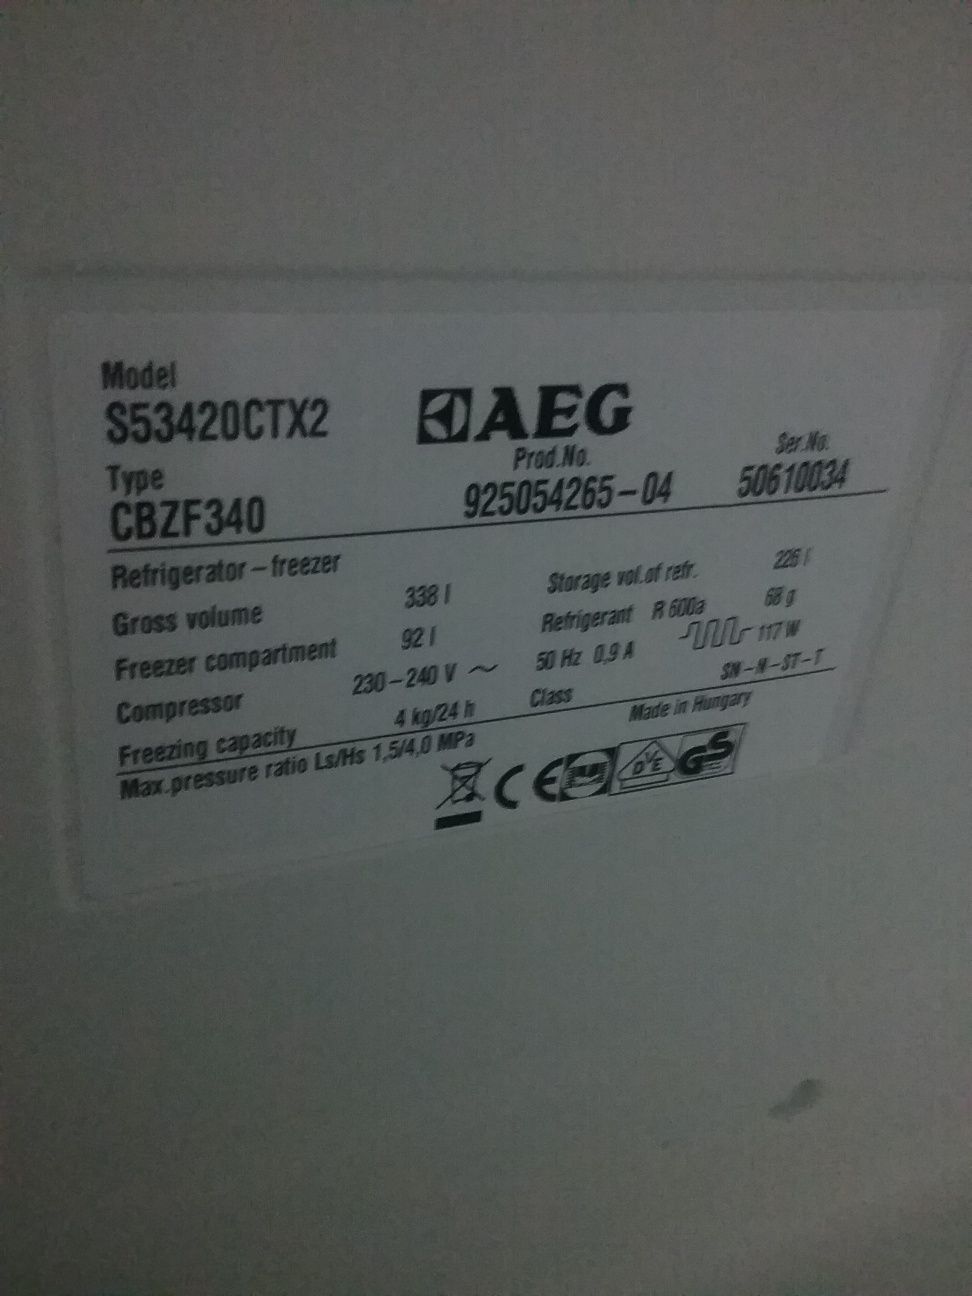 Model
S53420CTX2
AEG
Type
CBZF340
Prod.No.
925054265-04
Ser.No.
50610034
Refrigerator-freezer
Gross volume 338 l
Storage vol.of refr. 226 l
Freezer compartment 92 l
Refrigerant R 600a 68 g
Compressor 230-240 V ~ 50 Hz 0,9 A 117 W
Freezing capacity 4 kg/24 h Class SN-N-ST-T
Max.pressure ratio Ls/Hs 1,5/4,0 MPa
Made in Hungary
CE
DVE
GS